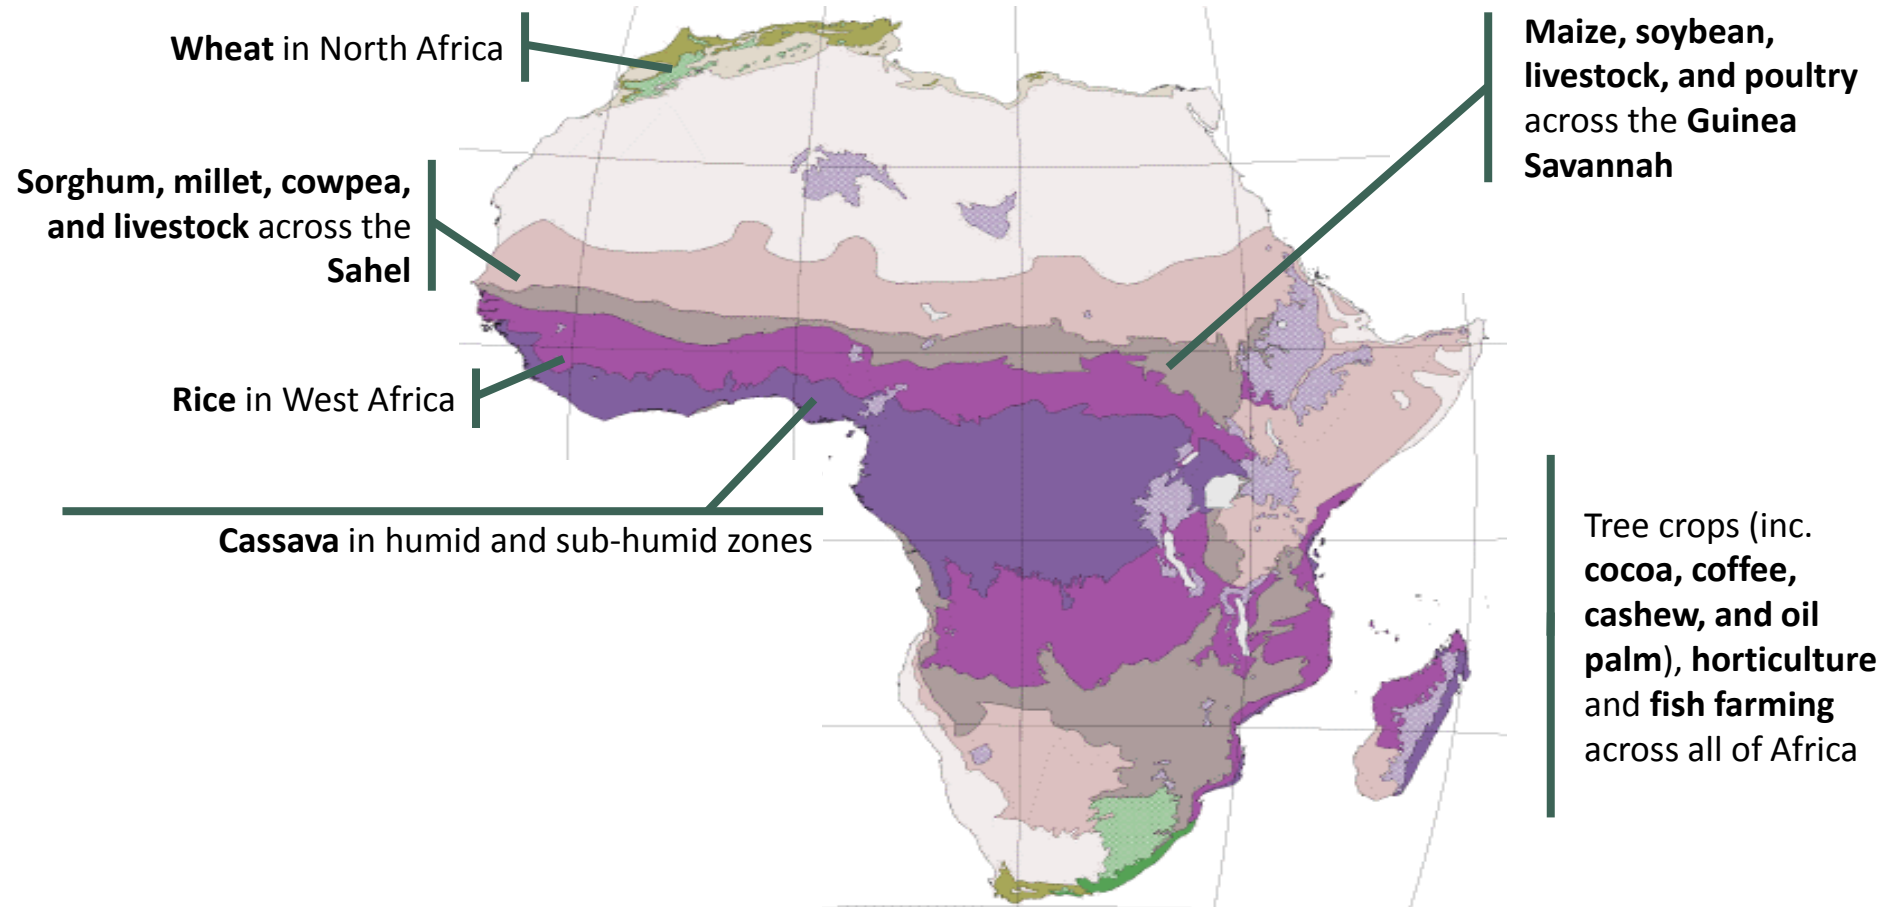 Wheat in North Africa
Maize, soybean,
livestock, and poultry
across the Guinea
Savannah
Sorghum, millet, cowpea,
and livestock across the
Sahel
Rice in West Africa
Cassava in humid and sub-humid zones
Tree crops (inc.
cocoa, coffee,
cashew, and oil
palm), horticulture
and fish farming
across all of Africa